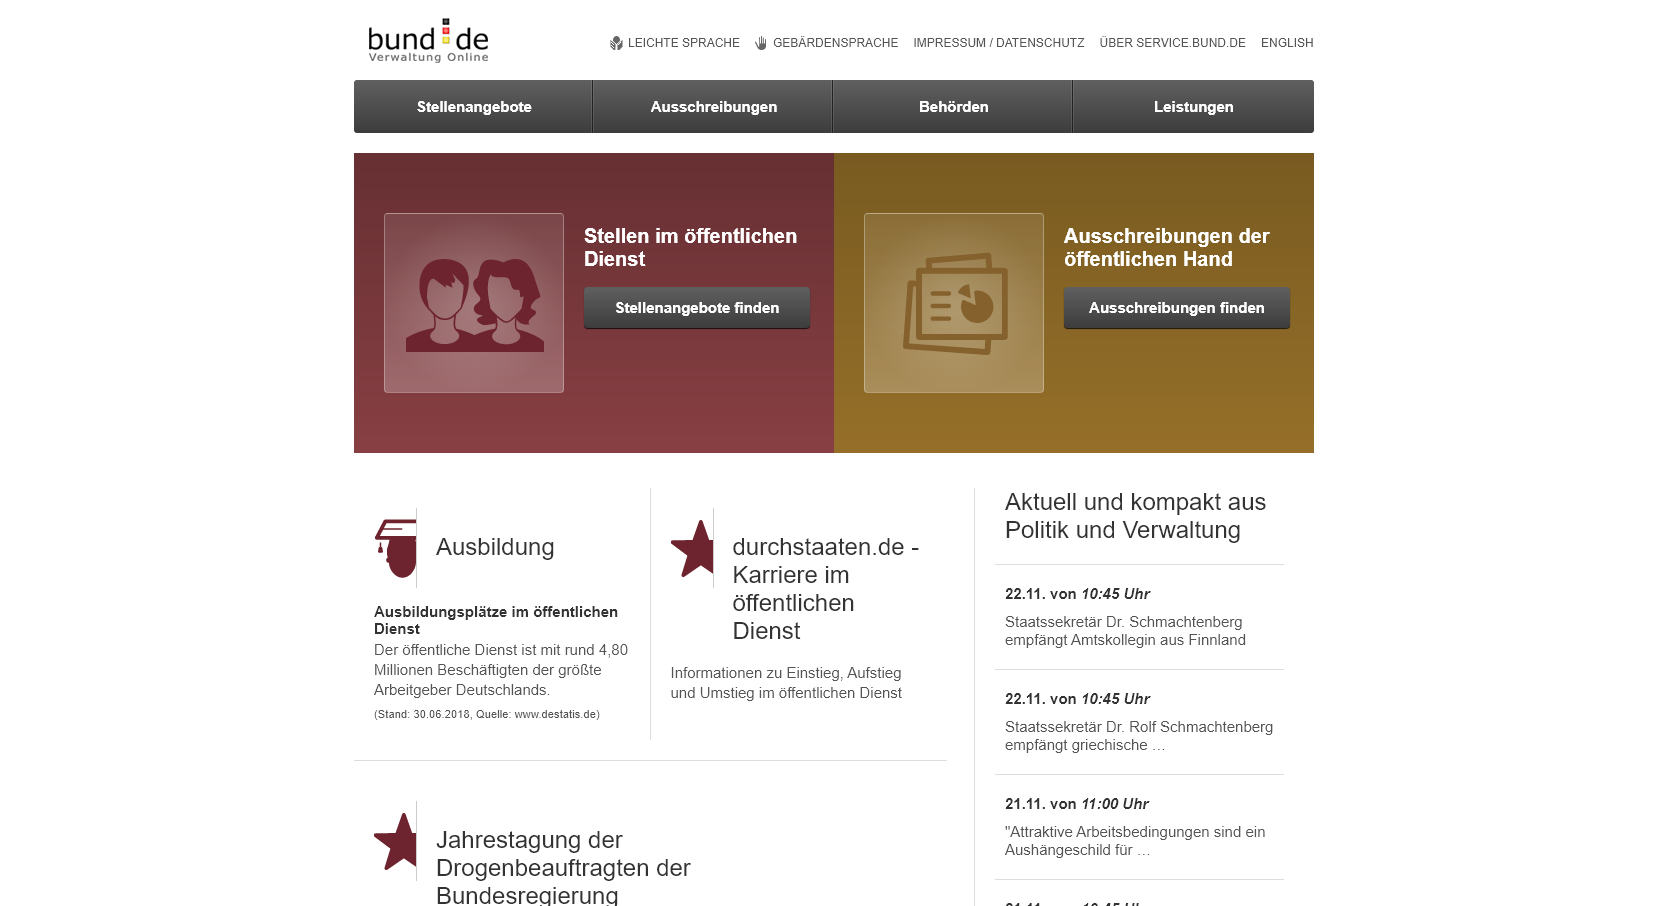 bund.de
Verwaltung Online
LEICHTE SPRACHE
GEBÄRDENSPRACHE
IMPRESSUM / DATENSCHUTZ
ÜBER SERVICE.BUND.DE
ENGLISH
Stellenangebote
Ausschreibungen
Behörden
Leistungen
Stellen im öffentlichen
Dienst
Stellenangebote finden
Ausschreibungen der
öffentlichen Hand
Ausschreibungen finden
Ausbildung
Ausbildungsplätze im öffentlichen
Dienst
Der öffentliche Dienst ist mit rund 4,80
Millionen Beschäftigten der größte
Arbeitgeber Deutschlands.
(Stand: 30.06.2018, Quelle: www.destatis.de)
durchstaaten.de -
Karriere im
öffentlichen
Dienst
Informationen zu Einstieg, Aufstieg
und Umstieg im öffentlichen Dienst
Jahrestagung der
Drogenbeauftragten der
Bundesregierung
Aktuell und kompakt aus
Politik und Verwaltung
22.11. von 10:45 Uhr
Staatssekretär Dr. Schmachtenberg
empfängt Amtskollegin aus Finnland
22.11. von 10:45 Uhr
Staatssekretär Dr. Rolf Schmachtenberg
empfängt griechische …
21.11. von 11:00 Uhr
"Attraktive Arbeitsbedingungen sind ein
Aushängeschild für …